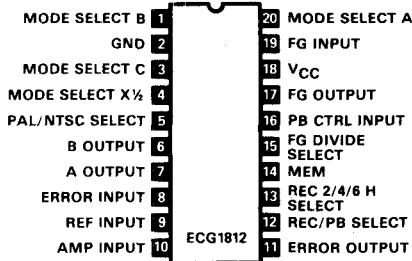 MODE SELECT B 1
GND 2
MODE SELECT C 3
MODE SELECT X½ 4
PAL/NTSC SELECT 5
B OUTPUT 6
A OUTPUT 7
ERROR INPUT 8
REF INPUT 9
AMP INPUT 10
ECG1812
20 MODE SELECT A
19 FG INPUT
18 VCC
17 FG OUTPUT
16 PB CTRL INPUT
15 FG DIVIDE
SELECT
14 MEM
13 REC 2/4/6 H
SELECT
12 REC/PB SELECT
11 ERROR OUTPUT